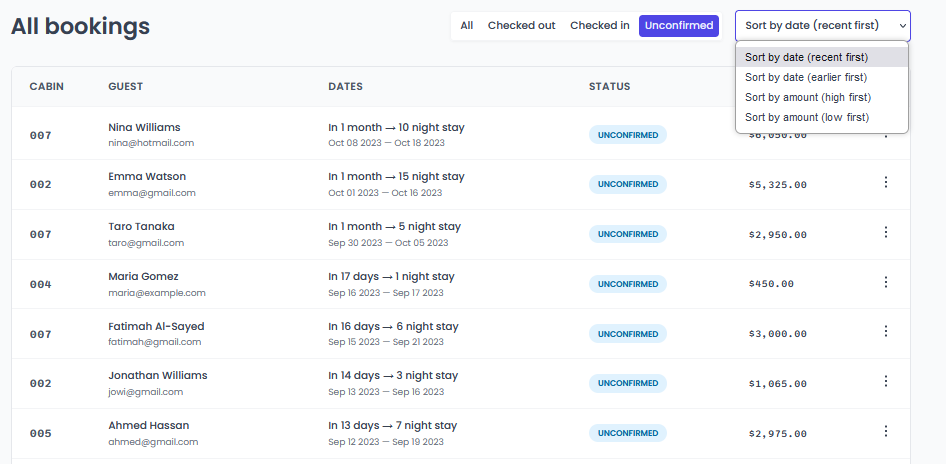 All bookings
All Checked out Checked in Unconfirmed
Sort by date (recent first)
Sort by date (recent first)
Sort by date (earlier first)
Sort by amount (high first)
Sort by amount (low first)
CABIN GUEST DATES STATUS
007 Nina Williams In 1 month → 10 night stay UNCONFIRMED
nina@hotmail.com Oct 08 2023 — Oct 18 2023
002 Emma Watson In 1 month → 15 night stay UNCONFIRMED $5,325.00
emma@gmail.com Oct 01 2023 — Oct 16 2023
007 Taro Tanaka In 1 month → 5 night stay UNCONFIRMED $2,950.00
taro@gmail.com Sep 30 2023 — Oct 05 2023
004 Maria Gomez In 17 days → 1 night stay UNCONFIRMED $450.00
maria@example.com Sep 16 2023 — Sep 17 2023
007 Fatimah Al-Sayed In 16 days → 6 night stay UNCONFIRMED $3,000.00
fatimah@gmail.com Sep 15 2023 — Sep 21 2023
002 Jonathan Williams In 14 days → 3 night stay UNCONFIRMED $1,065.00
jowi@gmail.com Sep 13 2023 — Sep 16 2023
005 Ahmed Hassan In 13 days → 7 night stay UNCONFIRMED $2,975.00
ahmed@gmail.com Sep 12 2023 — Sep 19 2023